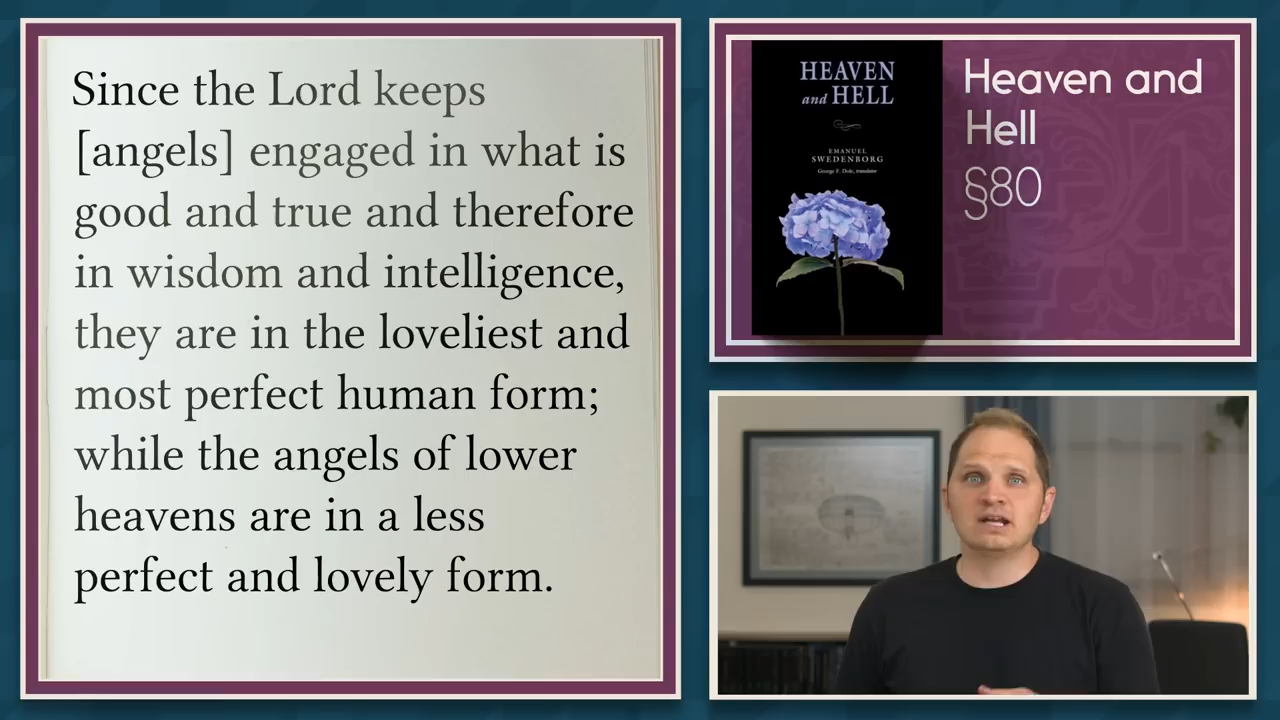 Since the Lord keeps
[angels] engaged in what is
good and true and therefore
in wisdom and intelligence,
they are in the loveliest and
most perfect human form;
while the angels of lower
heavens are in a less
perfect and lovely form.
HEAVEN
and HELL
EMANUEL
SWEDENBORG
George F. Dole, translator
Heaven and
Hell
§80